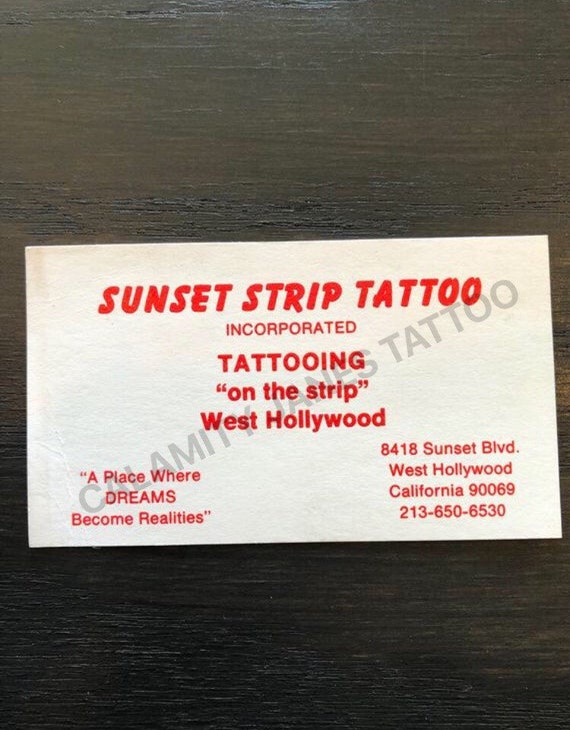 SUNSET STRIP TATTOO
INCORPORATED
TATTOOING
“on the strip”
West Hollywood
"A Place Where
DREAMS
Become Realities"
8418 Sunset Blvd.
West Hollywood
California 90069
213-650-6530
CALAMITY JANES TATTOO